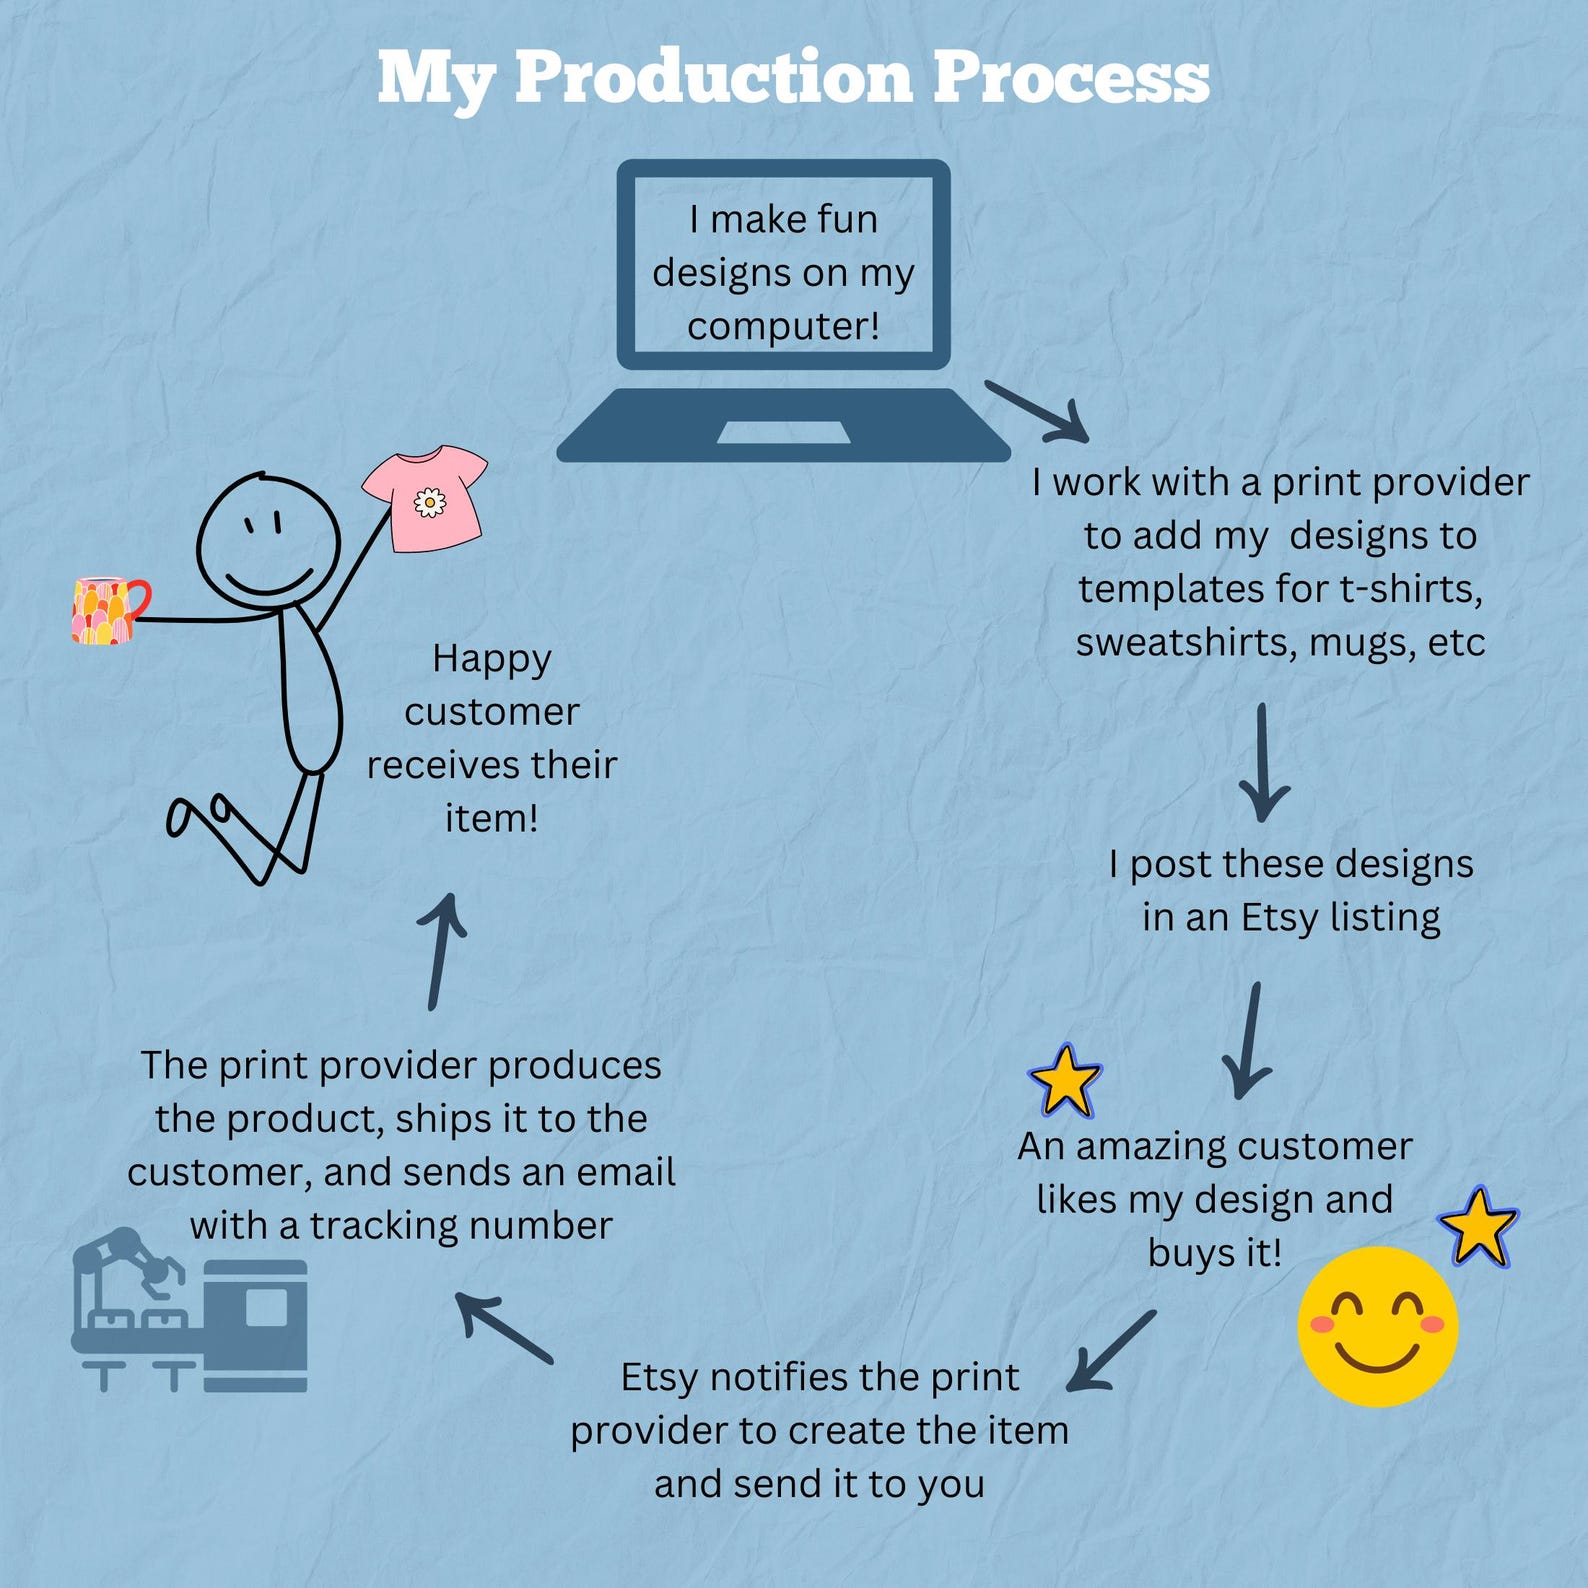 My Production Process
I make fun
designs on my
computer!
I work with a print provider
to add my  designs to
templates for t-shirts,
sweatshirts, mugs, etc
I post these designs
in an Etsy listing
An amazing customer
likes my design and
buys it!
Etsy notifies the print
provider to create the item
and send it to you
The print provider produces
the product, ships it to the
customer, and sends an email
with a tracking number
Happy
customer
receives their
item!